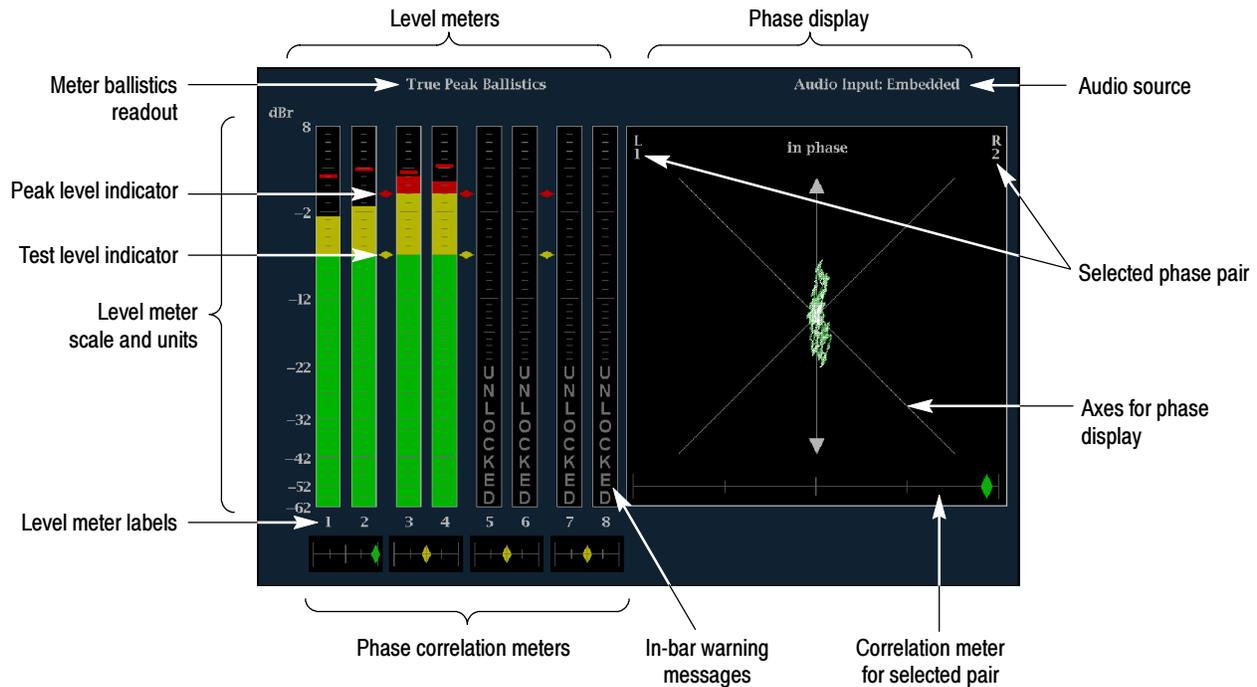 Level meters
Phase display
Meter ballistics
readout
True Peak Ballistics
Audio Input: Embedded
Audio source
dBr
8
-2
-12
-22
-32
-42
-52
-62
Peak level indicator
Test level indicator
Level meter
scale and units
Level meter labels
UNLOCKED
UNLOCKED
UNLOCKED
UNLOCKED
1 2 3 4 5 6 7 8
L
1
in phase
R
2
Selected phase pair
Axes for phase
display
Phase correlation meters
In-bar warning
messages
Correlation meter
for selected pair